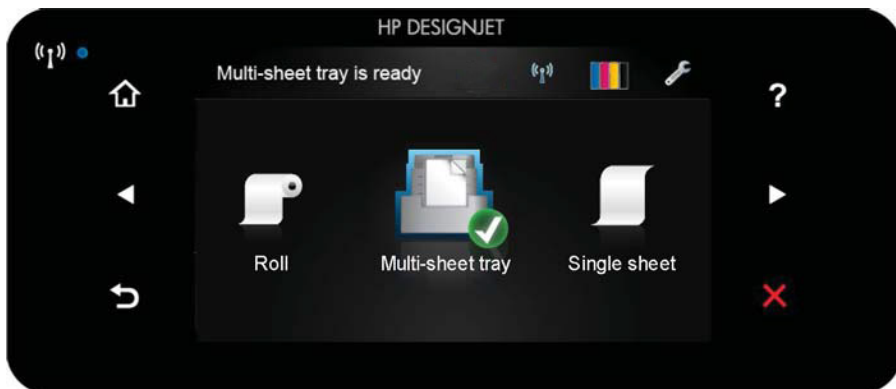 HP DESIGNJET
Multi-sheet tray is ready
?
Roll
Multi-sheet tray
Single sheet